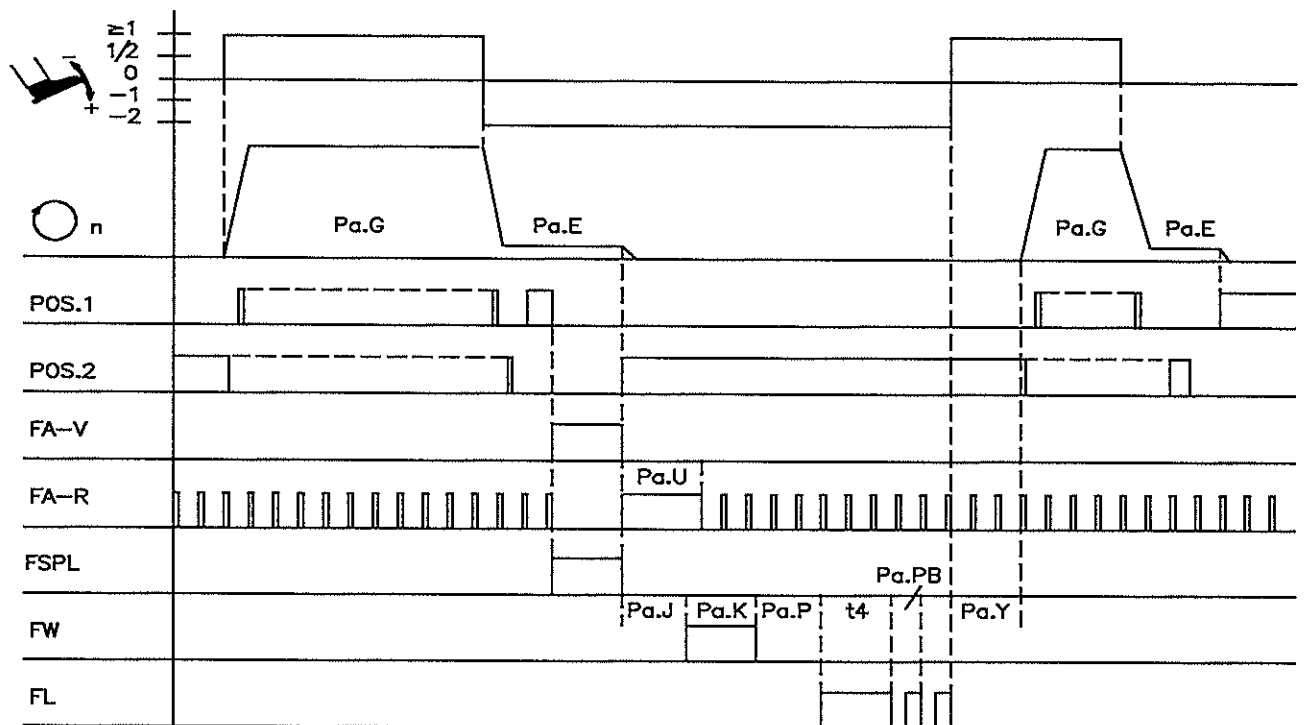 ≥1
1/2
0
-1
-2
-
+
n
Pa.G
Pa.E
Pa.G
Pa.E
POS.1
POS.2
FA-V
FA-R
Pa.U
FSPL
Pa.PB
Pa.J
Pa.K
Pa.P
t4
Pa.Y
FW
FL